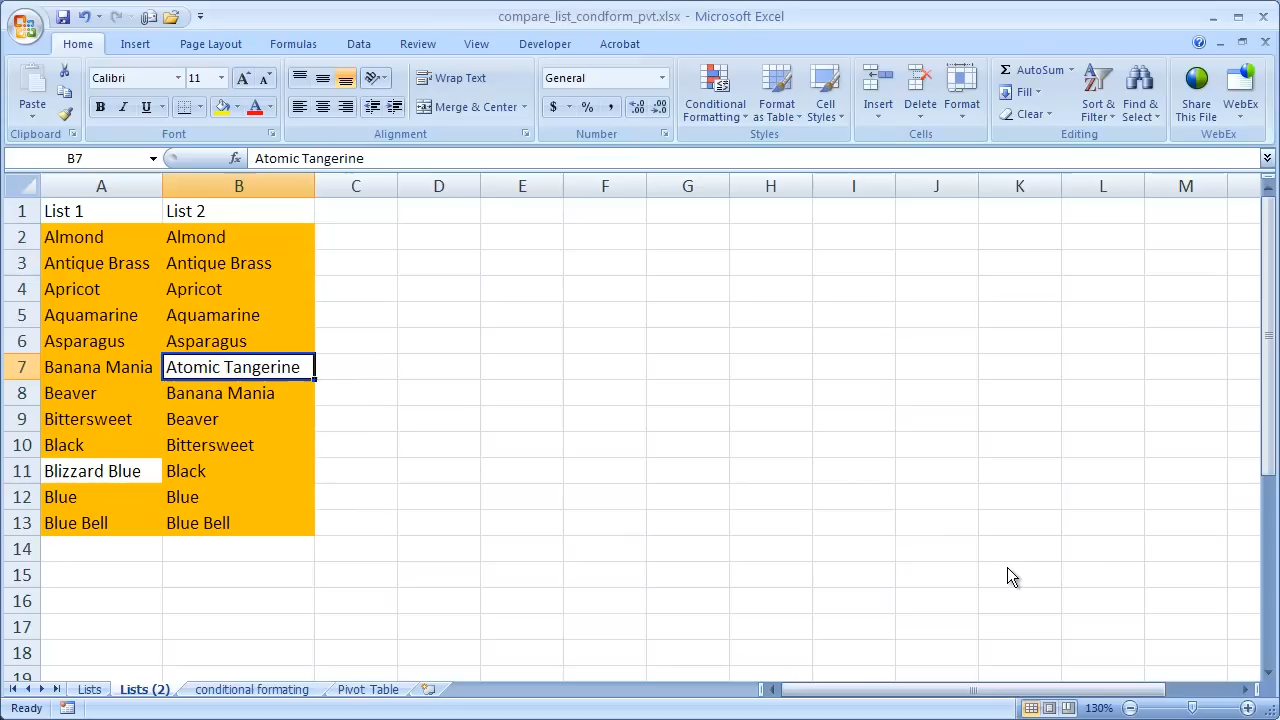 compare_list_condform_pvt.xlsx - Microsoft Excel
Home Insert Page Layout Formulas Data Review View Developer Acrobat
Paste
Calibri 11 A A
B I U A
Wrap Text
Merge & Center
General
$ % ,
Conditional Formatting
Format as Table
Cell Styles
Insert Delete Format
Σ AutoSum
Fill
Clear
Sort & Filter
Find & Select
Share This File
WebEx
Clipboard Font Alignment Number Styles Cells Editing WebEx
B7 fx Atomic Tangerine
A B C D E F G H I J K L M
1 List 1 List 2
2 Almond Almond
3 Antique Brass Antique Brass
4 Apricot Apricot
5 Aquamarine Aquamarine
6 Asparagus Asparagus
7 Banana Mania Atomic Tangerine
8 Beaver Banana Mania
9 Bittersweet Beaver
10 Black Bittersweet
11 Blizzard Blue Black
12 Blue Blue
13 Blue Bell Blue Bell
14
15
16
17
18
19
Lists Lists (2) conditional formating Pivot Table
Ready 130%